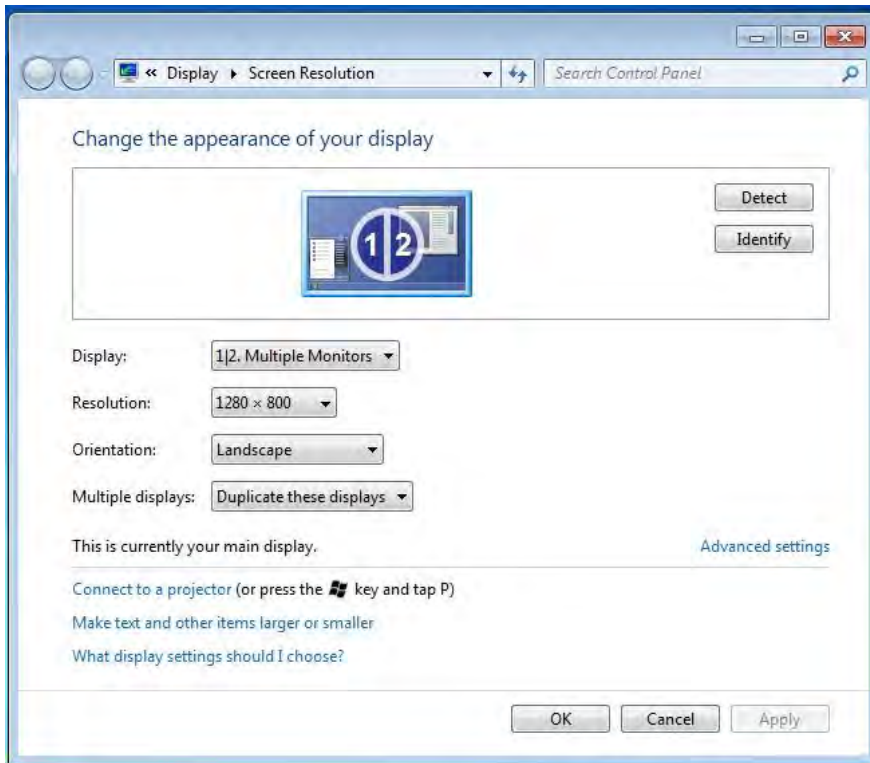 « Display ▸ Screen Resolution
Search Control Panel
Change the appearance of your display
1|2
Detect
Identify
Display: 1|2. Multiple Monitors
Resolution: 1280 × 800
Orientation: Landscape
Multiple displays: Duplicate these displays
This is currently your main display.
Advanced settings
Connect to a projector (or press the key and tap P)
Make text and other items larger or smaller
What display settings should I choose?
OK Cancel Apply